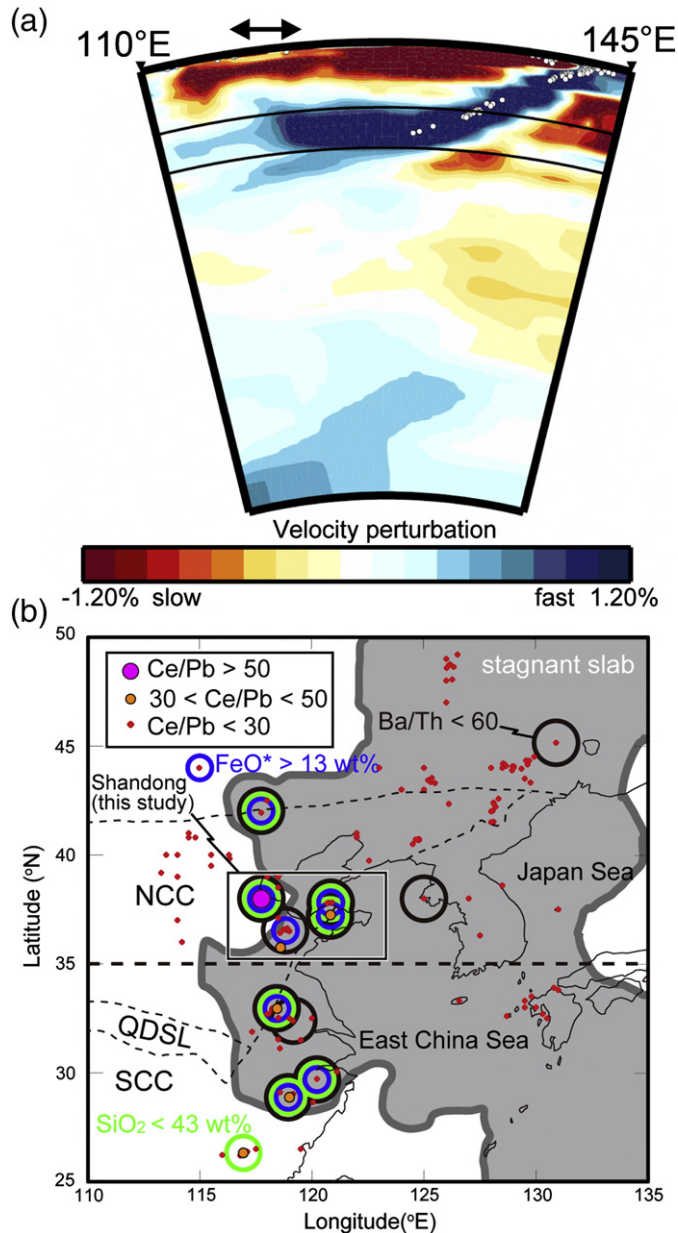 (a)
110°E
145°E
Velocity perturbation
-1.20% slow
fast 1.20%
(b)
50
45
40
35
30
25
Latitude (°N)
Ce/Pb > 50
30 < Ce/Pb < 50
Ce/Pb < 30
stagnant slab
Ba/Th < 60
FeO* > 13 wt%
Shandong
(this study)
NCC
Japan Sea
QDSL
East China Sea
SCC
SiO₂ < 43 wt%
110
115
120
125
130
135
Longitude(°E)